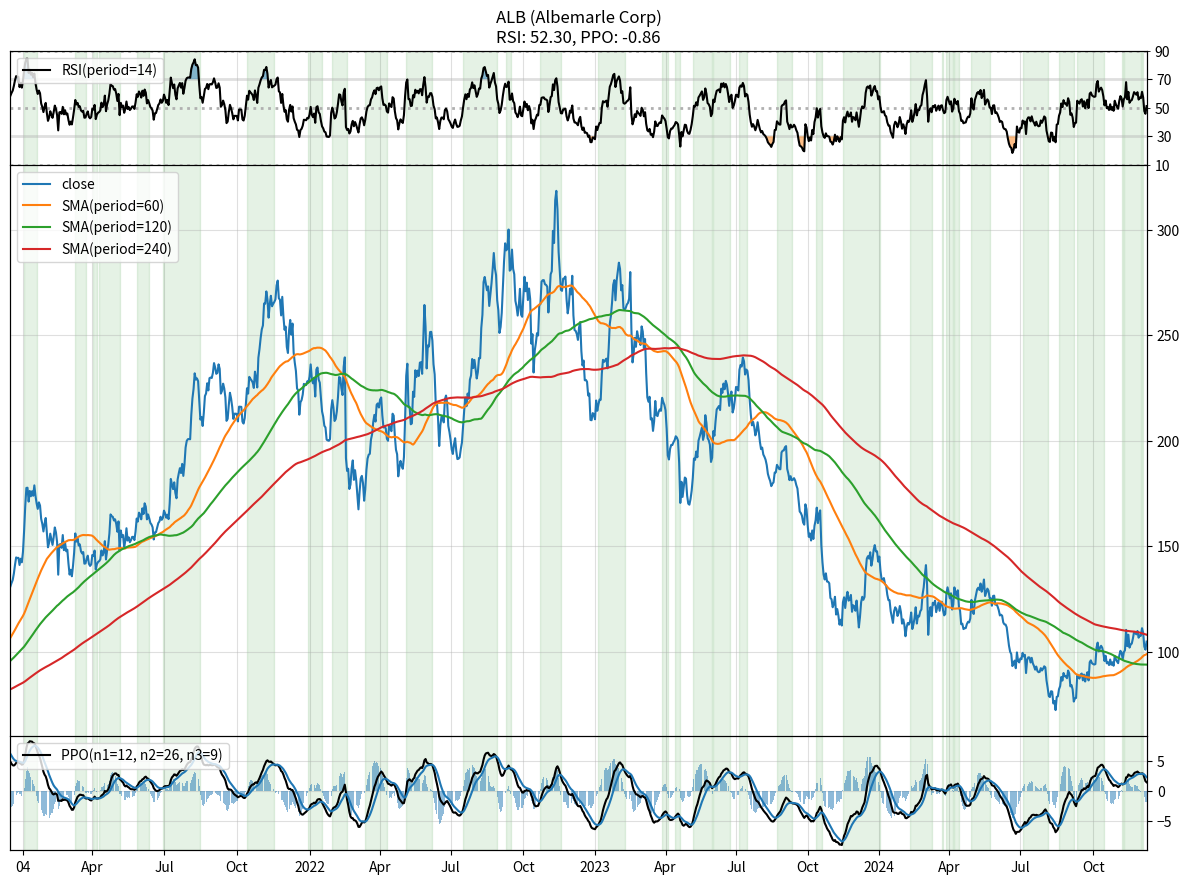 ALB (Albemarle Corp)
RSI: 52.30, PPO: -0.86
RSI(period=14)
90
70
50
30
10
close
SMA(period=60)
SMA(period=120)
SMA(period=240)
300
250
200
150
100
PPO(n1=12, n2=26, n3=9)
5
0
−5
04 Apr Jul Oct 2022 Apr Jul Oct 2023 Apr Jul Oct 2024 Apr Jul Oct